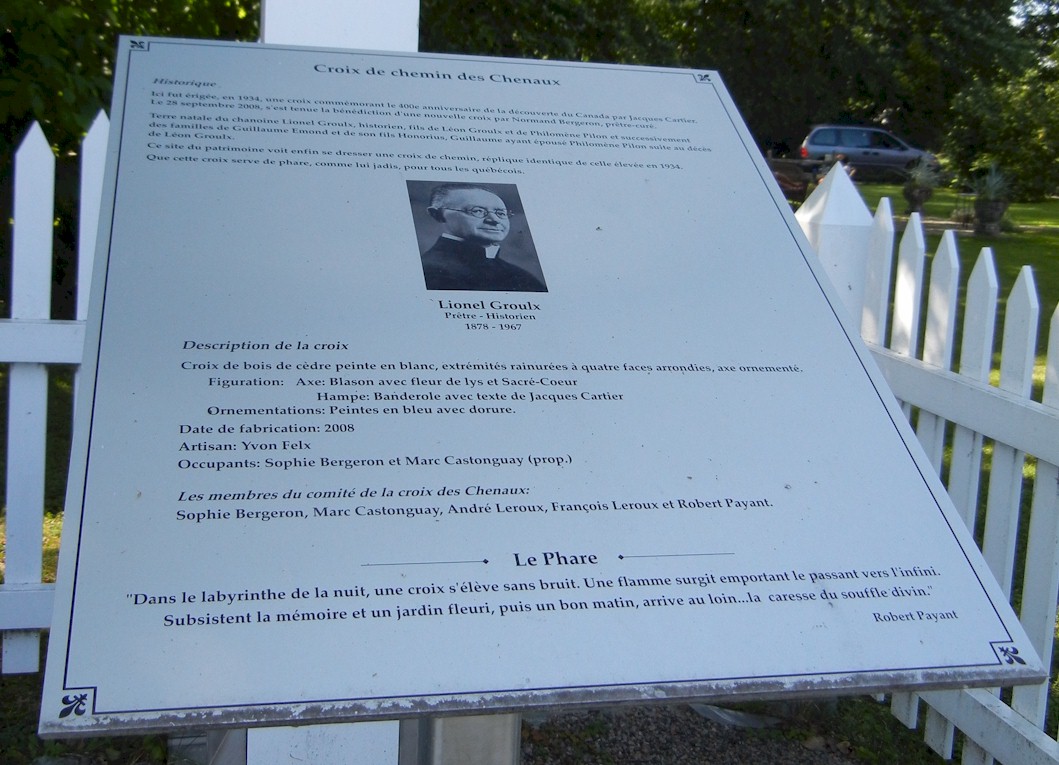 Croix de chemin des Chenaux
Historique
Ici fut érigée, en 1934, une croix commémorant le 400e anniversaire de la découverte du Canada par Jacques Cartier.
Le 28 septembre 2008, s'est tenue la bénédiction d'une nouvelle croix par Normand Bergeron, prêtre-curé.
Terre natale du chanoine Lionel Groulx, historien, fils de Léon Groulx et de Philomène Pilon et successivement
des familles de Guillaume Emond et de son fils Honorius, Guillaume ayant épousé Philomène Pilon suite au décès
de Léon Groulx.
Ce site du patrimoine voit enfin se dresser une croix de chemin, réplique identique de celle élevée en 1934.
Que cette croix serve de phare, comme lui jadis, pour tous les québécois.
Lionel Groulx
Prêtre - Historien
1878 - 1967
Description de la croix
Croix de bois de cèdre peinte en blanc, extrémités rainurées à quatre faces arrondies, axe ornementé.
Figuration: Axe: Blason avec fleur de lys et Sacré-Coeur
Hampe: Banderole avec texte de Jacques Cartier
Ornementations: Peintes en bleu avec dorure.
Date de fabrication: 2008
Artisan: Yvon Felx
Occupants: Sophie Bergeron et Marc Castonguay (prop.)
Les membres du comité de la croix des Chenaux:
Sophie Bergeron, Marc Castonguay, André Leroux, François Leroux et Robert Payant.
Le Phare
"Dans le labyrinthe de la nuit, une croix s'élève sans bruit. Une flamme surgit emportant le passant vers l'infini.
Subsistent la mémoire et un jardin fleuri, puis un bon matin, arrive au loin...la caresse du souffle divin."
Robert Payant